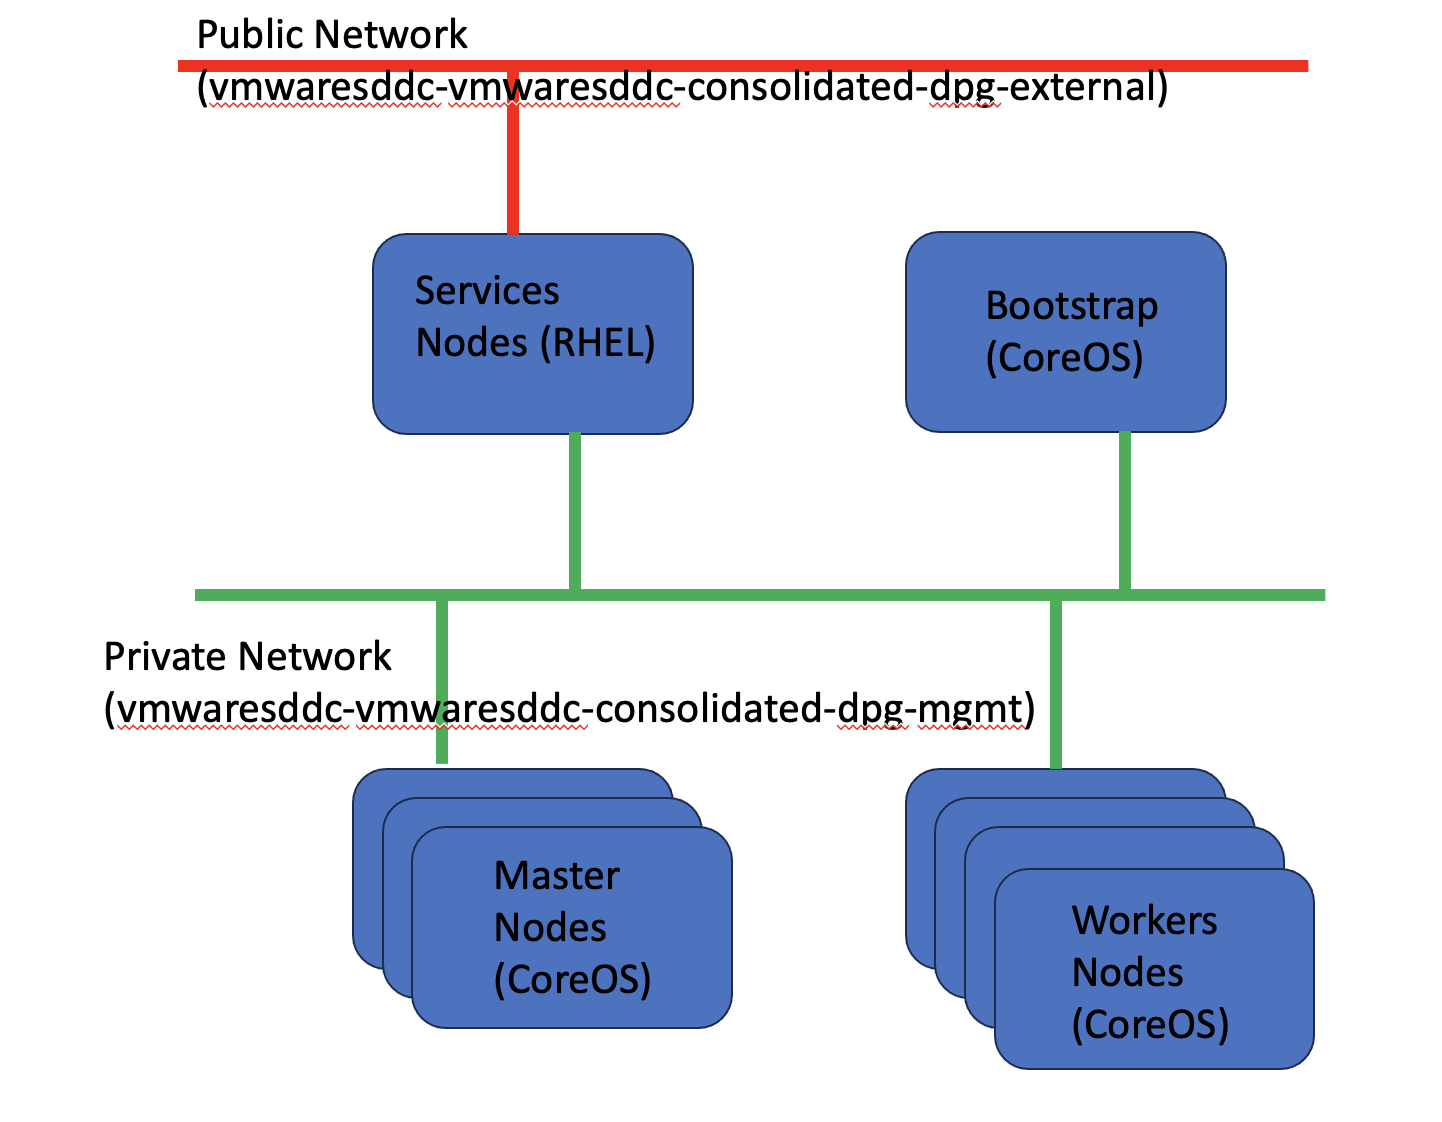 Public Network
(vmwaresddc-vmwaresddc-consolidated-dpg-external)
Services
Nodes (RHEL)
Bootstrap
(CoreOS)
Private Network
(vmwaresddc-vmwaresddc-consolidated-dpg-mgmt)
Master
Nodes
(CoreOS)
Workers
Nodes
(CoreOS)